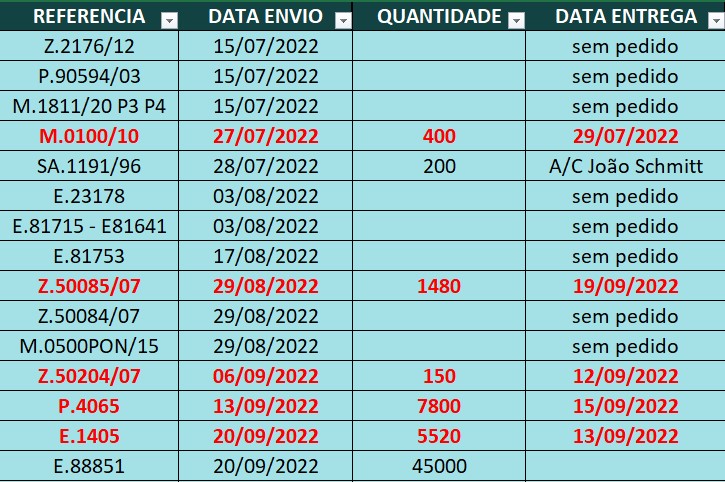 REFERENCIA DATA ENVIO QUANTIDADE DATA ENTREGA
Z.2176/12 15/07/2022 sem pedido
P.90594/03 15/07/2022 sem pedido
M.1811/20 P3 P4 15/07/2022 sem pedido
M.0100/10 27/07/2022 400 29/07/2022
SA.1191/96 28/07/2022 200 A/C João Schmitt
E.23178 03/08/2022 sem pedido
E.81715 - E81641 03/08/2022 sem pedido
E.81753 17/08/2022 sem pedido
Z.50085/07 29/08/2022 1480 19/09/2022
Z.50084/07 29/08/2022 sem pedido
M.0500PON/15 29/08/2022 sem pedido
Z.50204/07 06/09/2022 150 12/09/2022
P.4065 13/09/2022 7800 15/09/2022
E.1405 20/09/2022 5520 13/09/2022
E.88851 20/09/2022 45000